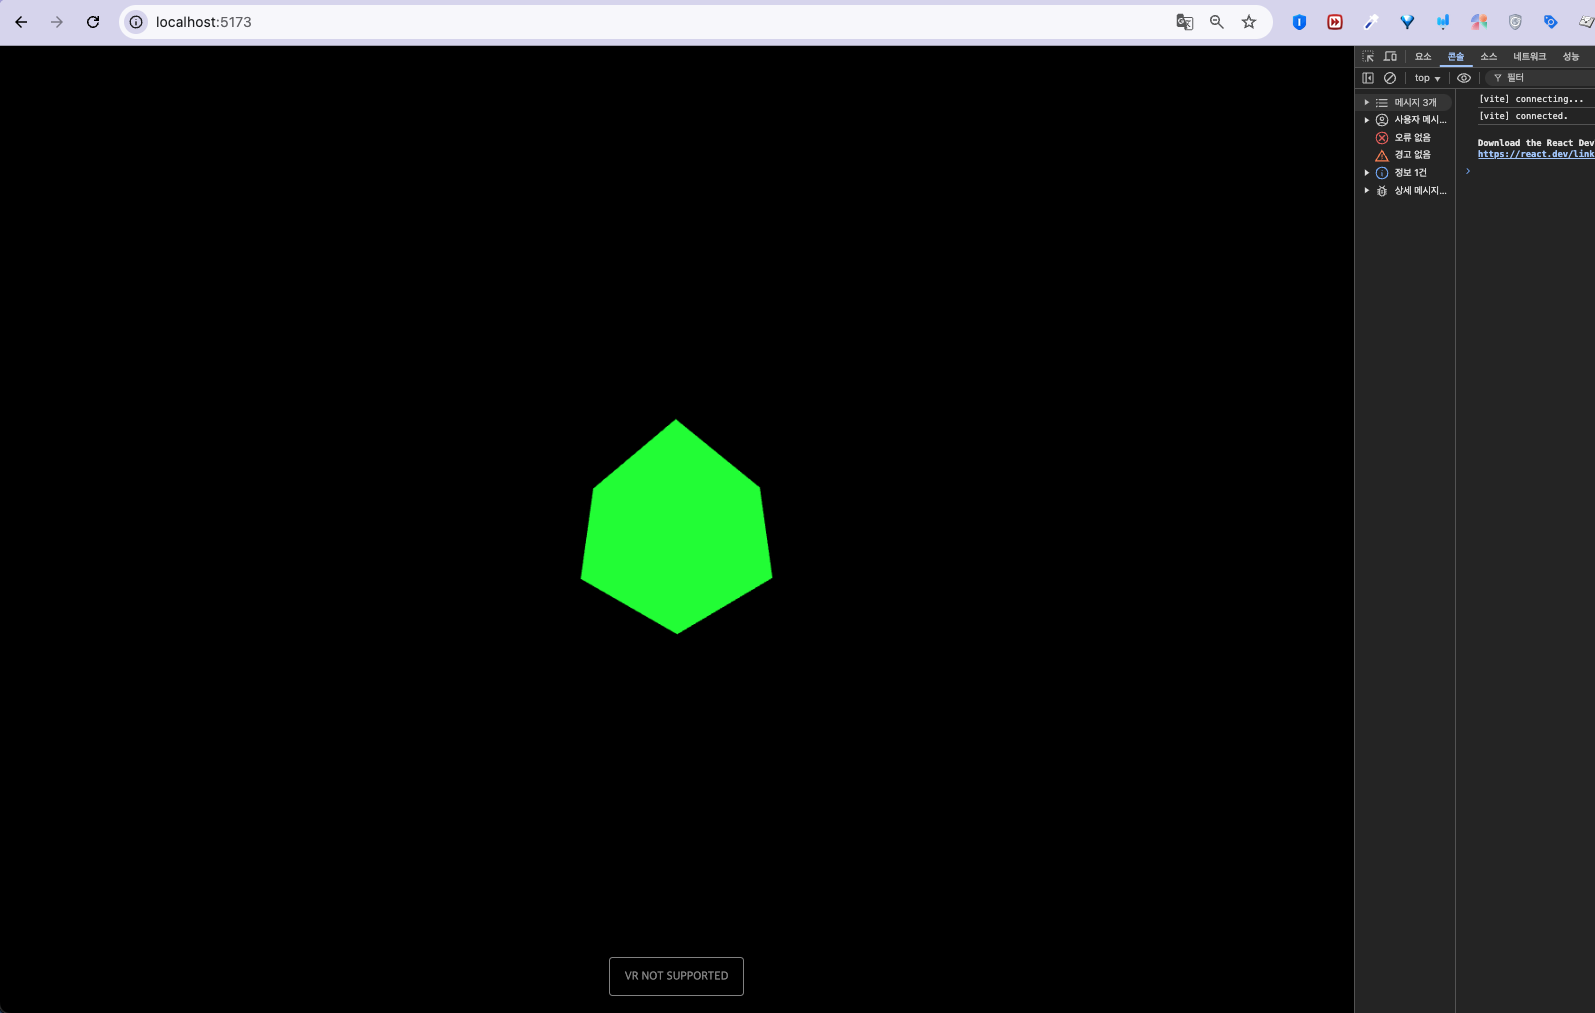 localhost:5173
요소 콘솔 소스 네트워크 성능
top 필터
메시지 3개
사용자 메시...
오류 없음
경고 없음
정보 1건
상세 메시지...
[vite] connecting...
[vite] connected.
Download the React Dev
https://react.dev/link
VR NOT SUPPORTED